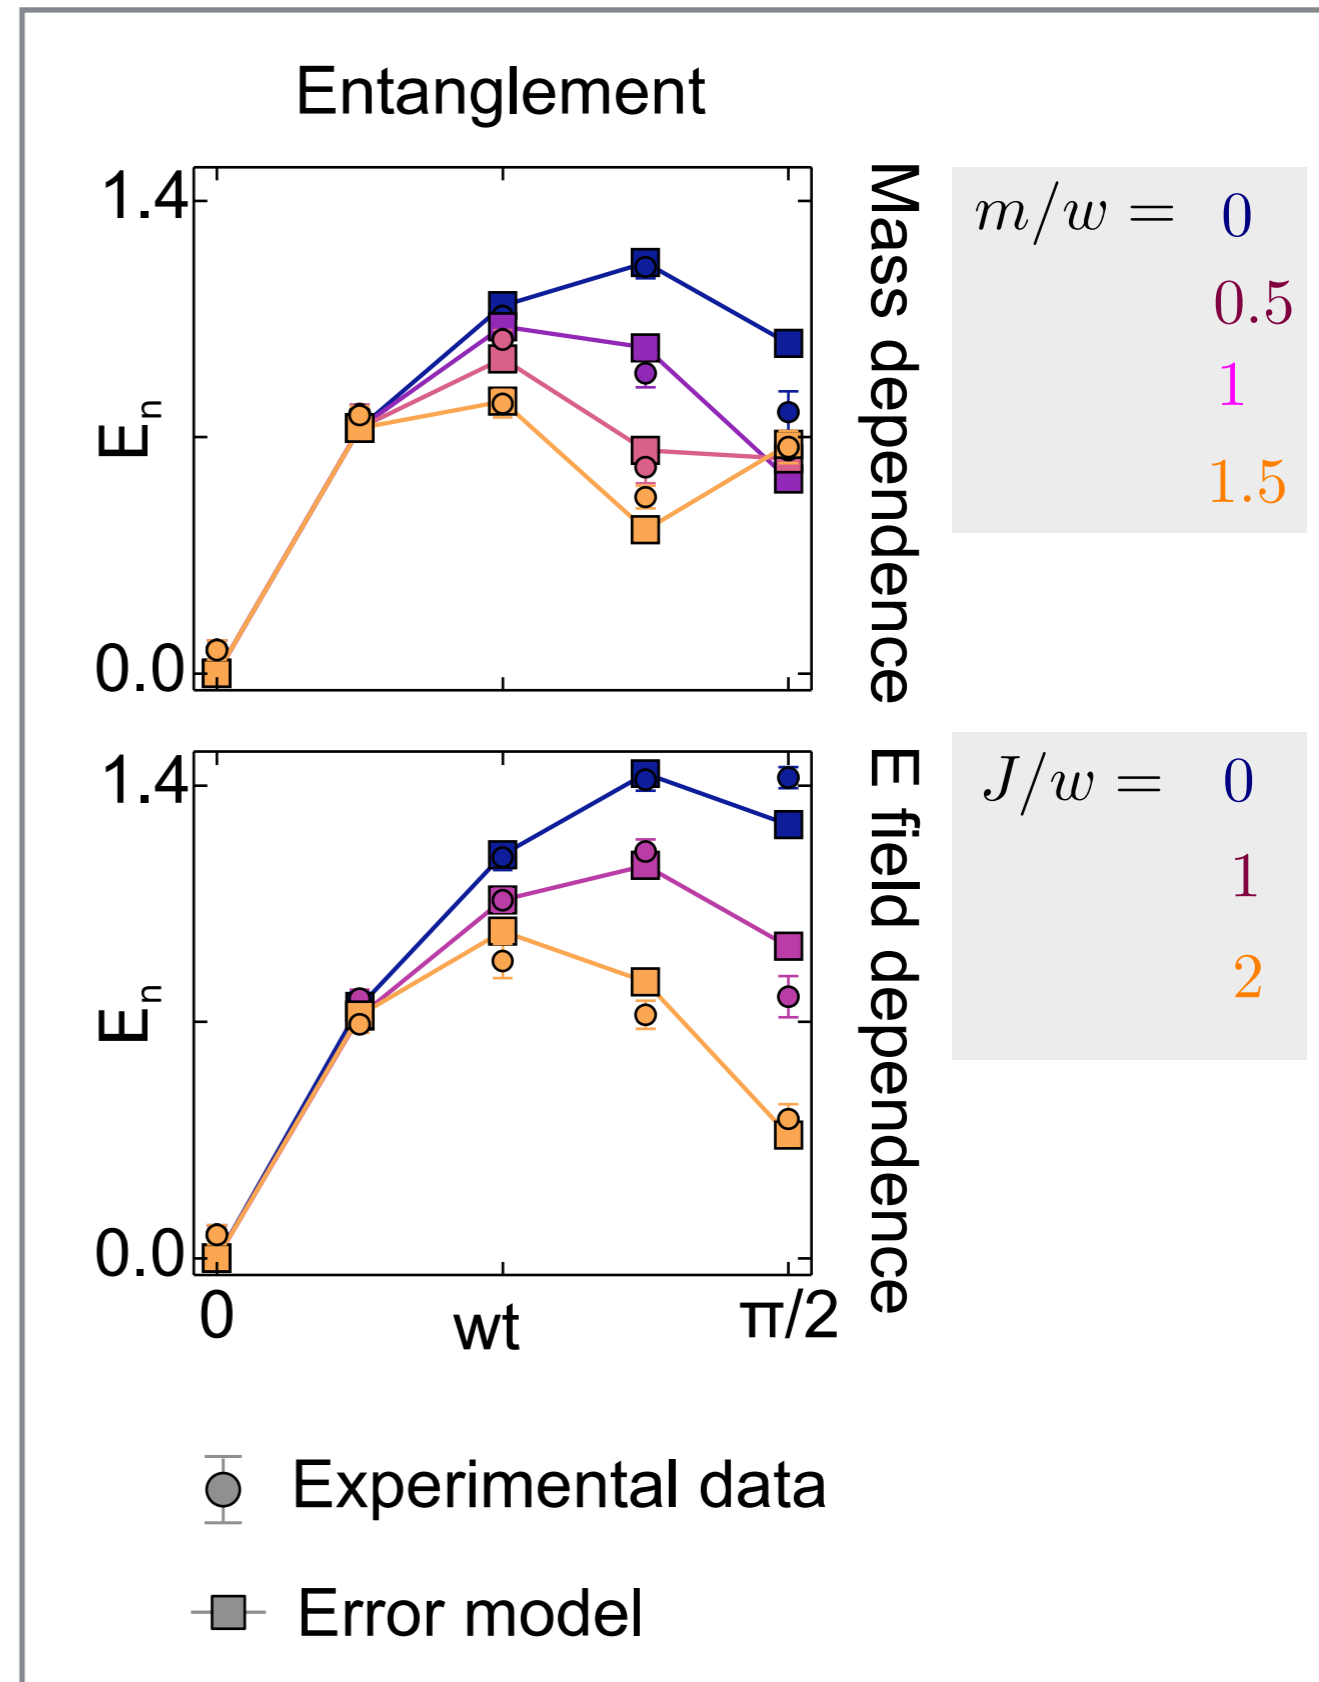 Entanglement
1.4
0.0
Eₙ
Mass dependence
m/w = 0
0.5
1
1.5
1.4
0.0
Eₙ
E field dependence
J/w = 0
1
2
0
wt
π/2
Experimental data
Error model